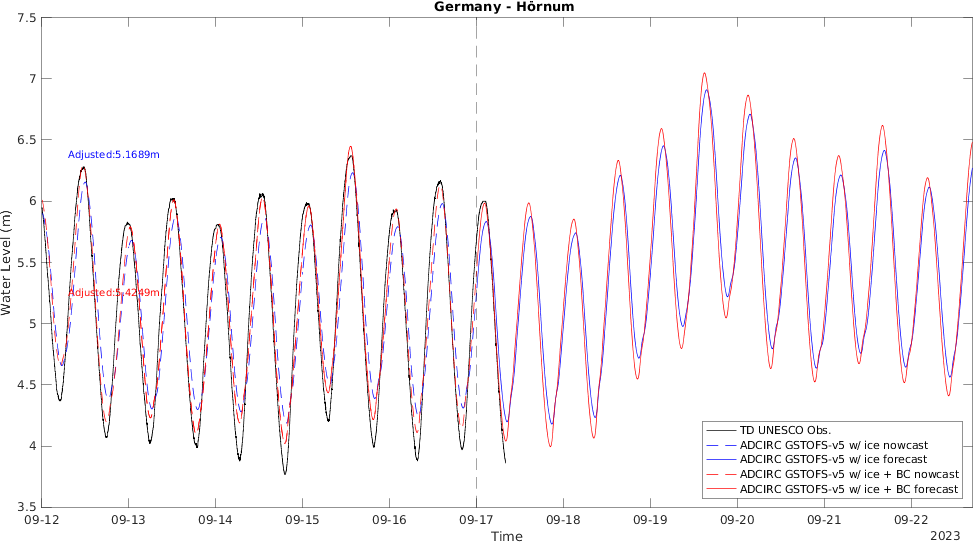 Germany - Hörnum
7.5
7
6.5
6
5.5
5
4.5
4
3.5
Water Level (m)
Adjusted:5.1689m
Adjusted:5.4249m
TD UNESCO Obs.
ADCIRC GSTOFS-v5 w/ ice nowcast
ADCIRC GSTOFS-v5 w/ ice forecast
ADCIRC GSTOFS-v5 w/ ice + BC nowcast
ADCIRC GSTOFS-v5 w/ ice + BC forecast
09-12 09-13 09-14 09-15 09-16 09-17 09-18 09-19 09-20 09-21 09-22
Time
2023